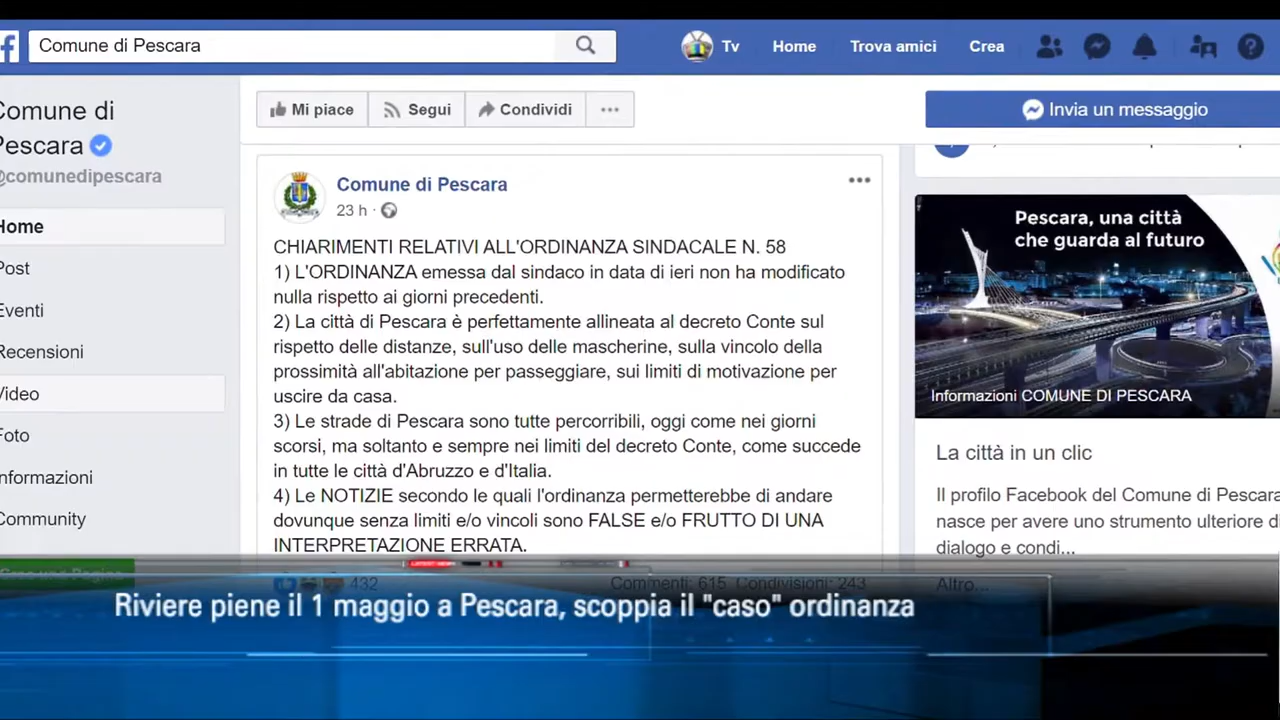 Comune di Pescara
Tv
Home
Trova amici
Crea
Comune di
Pescara
@comunedipescara
Home
Post
Eventi
Recensioni
Video
Foto
Informazioni
Community
Mi piace
Segui
Condividi
Invia un messaggio
Comune di Pescara
23 h
CHIARIMENTI RELATIVI ALL'ORDINANZA SINDACALE N. 58
1) L'ORDINANZA emessa dal sindaco in data di ieri non ha modificato
nulla rispetto ai giorni precedenti.
2) La città di Pescara è perfettamente allineata al decreto Conte sul
rispetto delle distanze, sull'uso delle mascherine, sulla vincolo della
prossimità all'abitazione per passeggiare, sui limiti di motivazione per
uscire da casa.
3) Le strade di Pescara sono tutte percorribili, oggi come nei giorni
scorsi, ma soltanto e sempre nei limiti del decreto Conte, come succede
in tutte le città d'Abruzzo e d'Italia.
4) Le NOTIZIE secondo le quali l'ordinanza permetterebbe di andare
dovunque senza limiti e/o vincoli sono FALSE e/o FRUTTO DI UNA
INTERPRETAZIONE ERRATA.
432
Commenti: 615 Condivisioni: 243
Pescara, una città
che guarda al futuro
Informazioni COMUNE DI PESCARA
La città in un clic
Il profilo Facebook del Comune di Pescara
nasce per avere uno strumento ulteriore di
dialogo e condi...
Altro...
LATEST NEWS
Riviere piene il 1 maggio a Pescara, scoppia il "caso" ordinanza